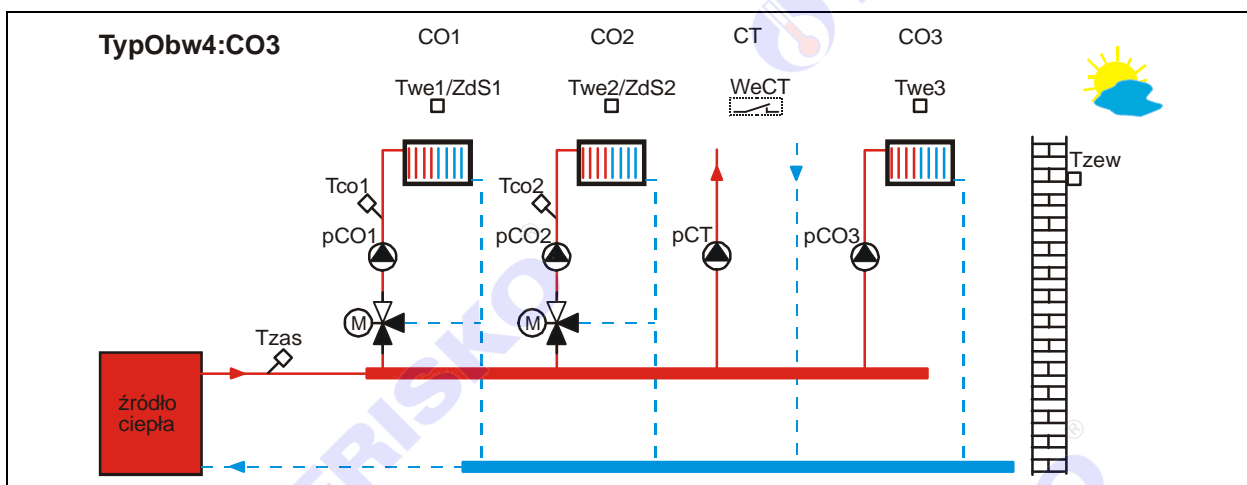 TypObw4:CO3
CO1 CO2 CT CO3
Twe1/ZdS1 Twe2/ZdS2 WeCT Twe3
Tzew
Tco1 Tco2
pCO1 pCO2 pCT pCO3
M M
Tzas
źródło
ciepła
FRISKO
®